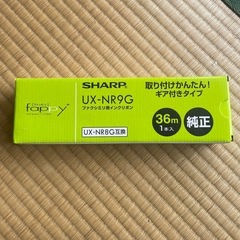 fappy
SHARP
UX-NR9G
ファクシミリ用インクリボン
UX-NR8G互換
取り付けかんたん!
ギア付きタイプ
36m
1本入
純正